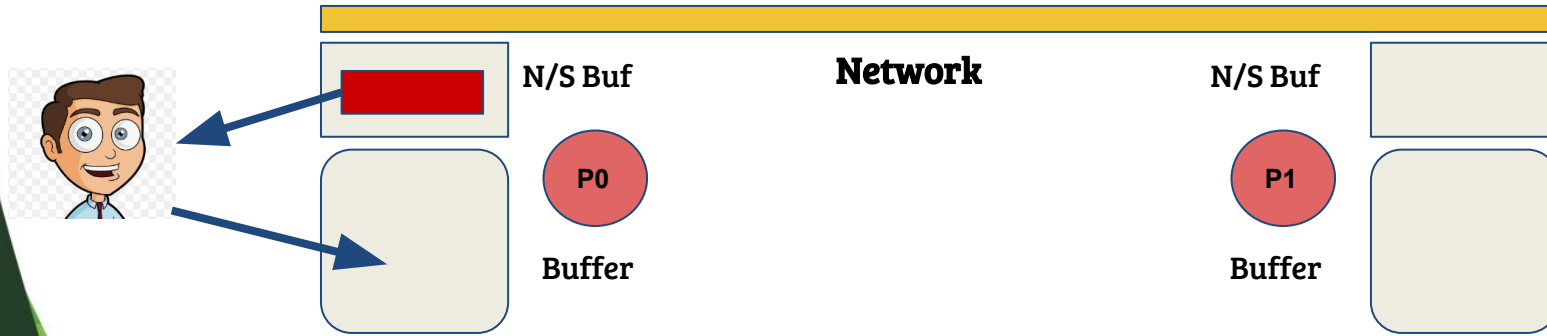 N/S Buf
Network
N/S Buf
P0
P1
Buffer
Buffer